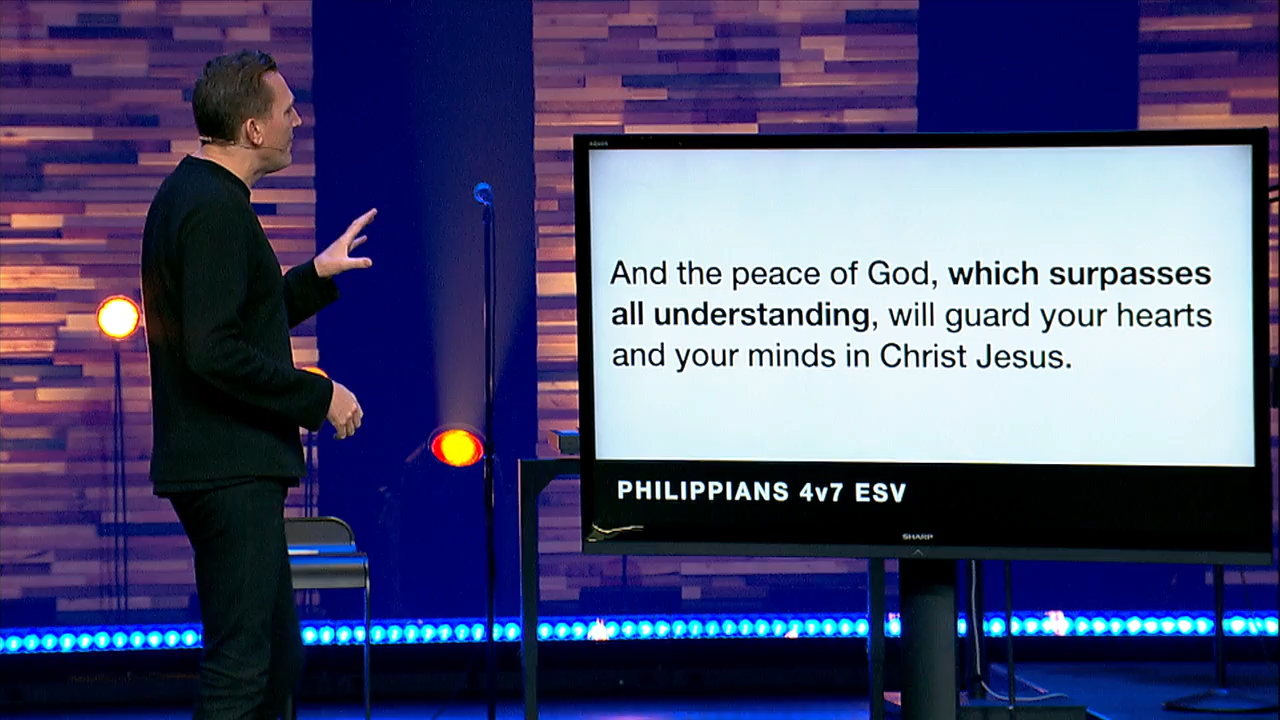 And the peace of God, which surpasses
all understanding, will guard your hearts
and your minds in Christ Jesus.
PHILIPPIANS 4v7 ESV
SHARP